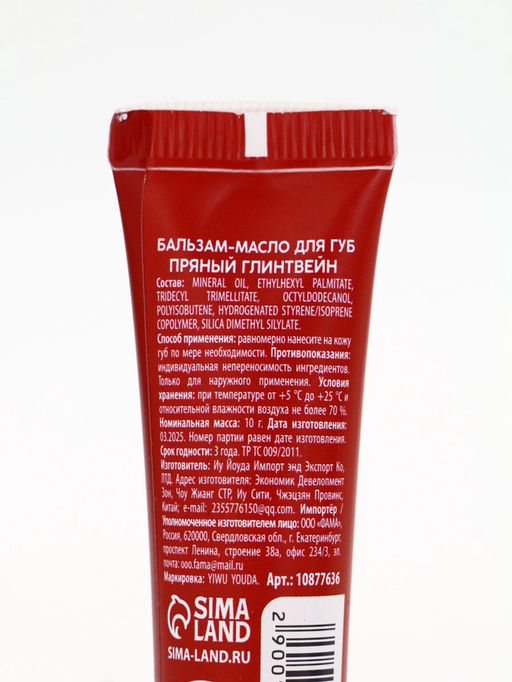 БАЛЬЗАМ-МАСЛО ДЛЯ ГУБ
ПРЯНЫЙ ГЛИНТВЕЙН
Состав: MINERAL OIL, ETHYLHEXYL PALMITATE,
TRIDECYL TRIMELLITATE, OCTYLDODECANOL,
POLYISOBUTENE, HYDROGENATED STYRENE/ISOPRENE
COPOLYMER, SILICA DIMETHYL SILYLATE.
Способ применения: равномерно нанесите на кожу
губ по мере необходимости. Противопоказания:
индивидуальная непереносимость ингредиентов.
Только для наружного применения. Условия
хранения: при температуре от +5 °C до +25 °C и
относительной влажности воздуха не более 70 %.
Номинальная масса: 10 г. Дата изготовления:
03.2025. Номер партии равен дате изготовления.
Срок годности: 3 года. ТР ТС 009/2011.
Изготовитель: Иу Йоуда Импорт энд Экспорт Ко,
ЛТД. Адрес изготовителя: Экономик Девелопмент
Зон, Чоу Жианг СТР, Иу Сити, Чжэцзян Провинс,
Китай; e-mail: 2355776150@qq.com. Импортёр/
Уполномоченное изготовителем лицо: ООО «ФАМА»,
Россия, 620000, Свердловская обл., г. Екатеринбург,
проспект Ленина, строение 38а, офис 234/3, эл.
почта: ooo.fama@mail.ru
Маркировка: YIWU YOUDA. Арт.: 10877636
SIMA
LAND
SIMA-LAND.RU
2 900